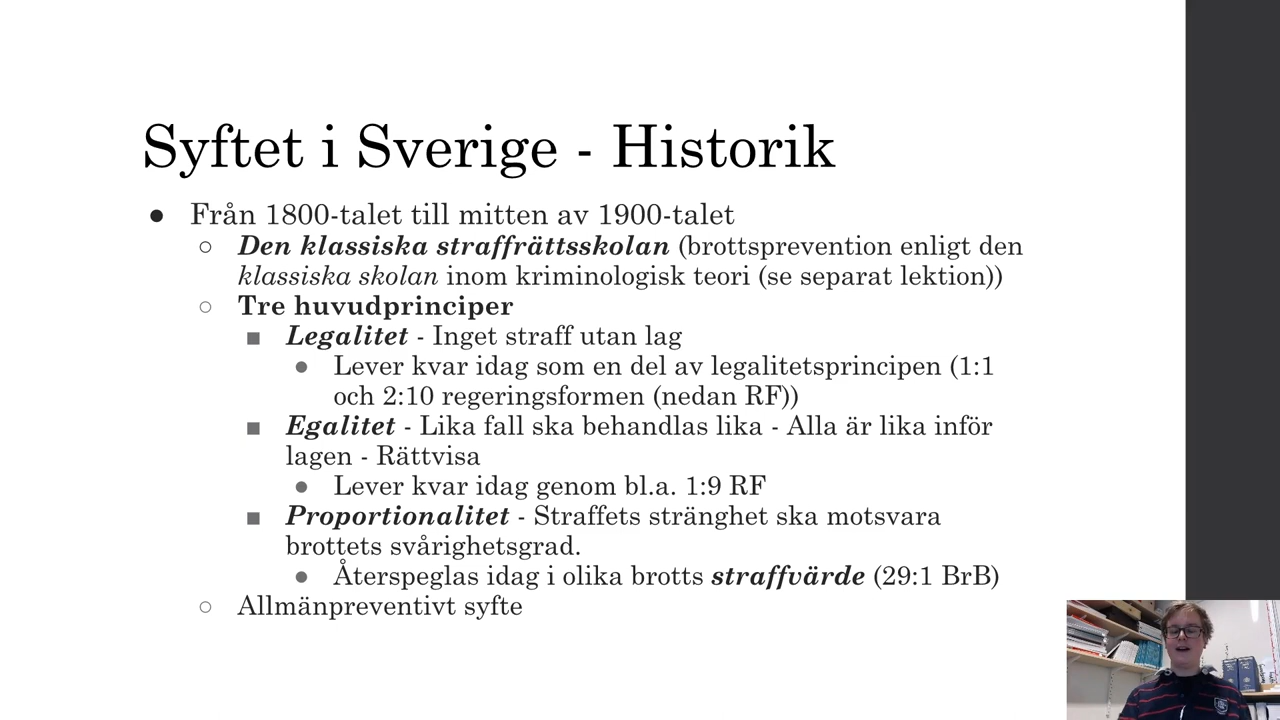 Syftet i Sverige - Historik
● Från 1800-talet till mitten av 1900-talet
○ Den klassiska straffrättsskolan (brottsprevention enligt den
klassiska skolan inom kriminologisk teori (se separat lektion))
○ Tre huvudprinciper
■ Legalitet - Inget straff utan lag
● Lever kvar idag som en del av legalitetsprincipen (1:1
och 2:10 regeringsformen (nedan RF))
■ Egalitet - Lika fall ska behandlas lika - Alla är lika inför
lagen - Rättvisa
● Lever kvar idag genom bl.a. 1:9 RF
■ Proportionalitet - Straffets stränghet ska motsvara
brottets svårighetsgrad.
● Återspeglas idag i olika brotts straffvärde (29:1 BrB)
○ Allmänpreventivt syfte